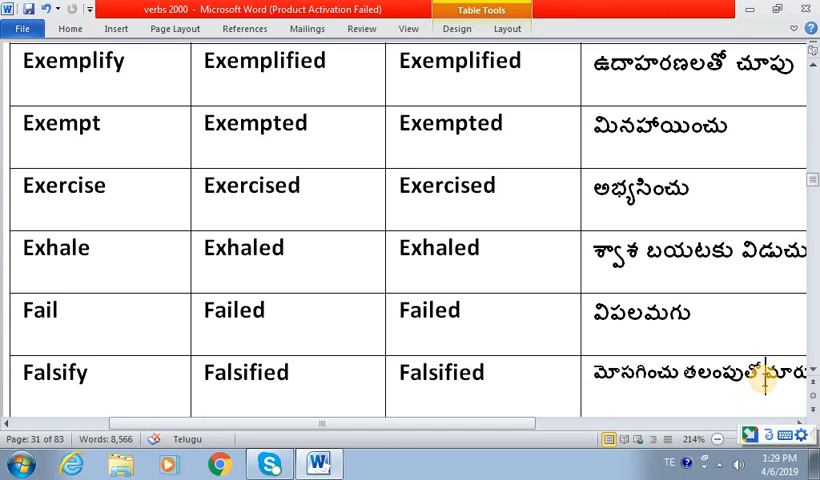 verbs 2000 - Microsoft Word (Product Activation Failed)
Table Tools
File Home Insert Page Layout References Mailings Review View Design Layout
Exemplify Exemplified Exemplified ఉదాహరణలతో చూపు
Exempt Exempted Exempted మినహాయించు
Exercise Exercised Exercised అభ్యసించు
Exhale Exhaled Exhaled శ్వాశ బయటకు విడుచు
Fail Failed Failed విపలమగు
Falsify Falsified Falsified మోసగించు తలంపుతో మారు
Page: 31 of 83 Words: 8,566 Telugu 214%
TE 1:29 PM
4/6/2019